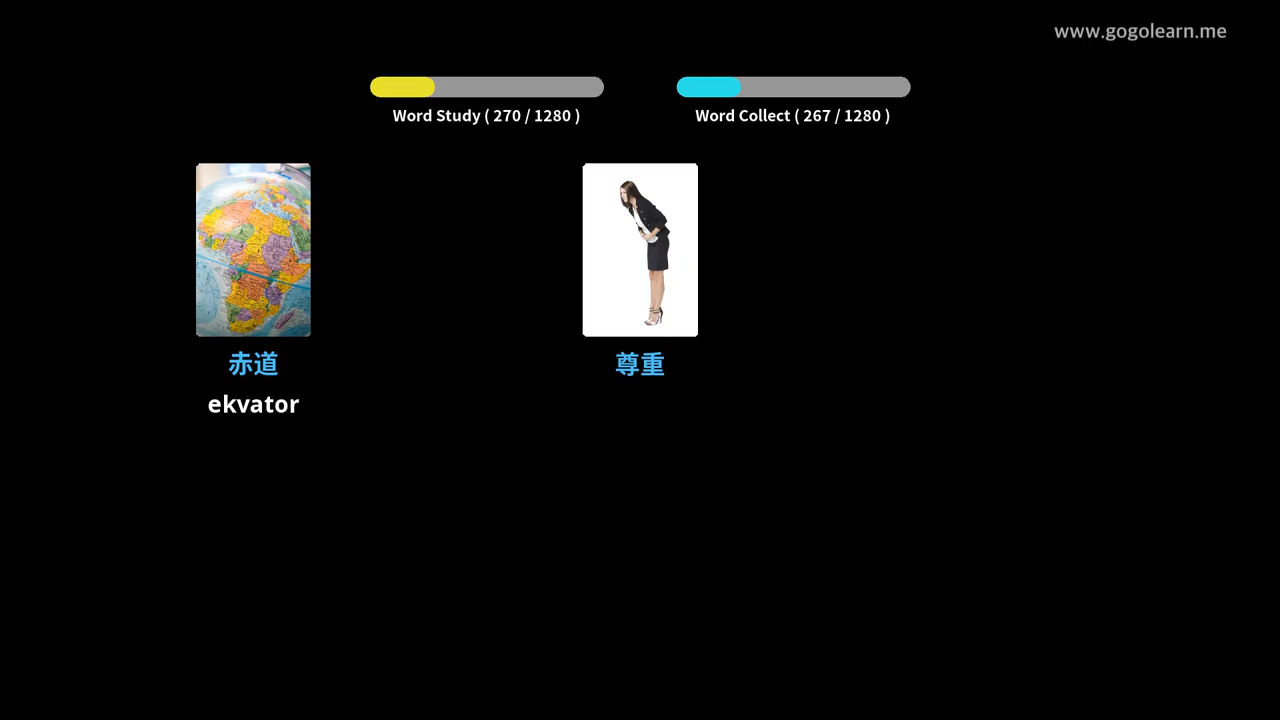 www.gogolearn.me
Word Study ( 270 / 1280 )
Word Collect ( 267 / 1280 )
赤道
尊重
ekvator